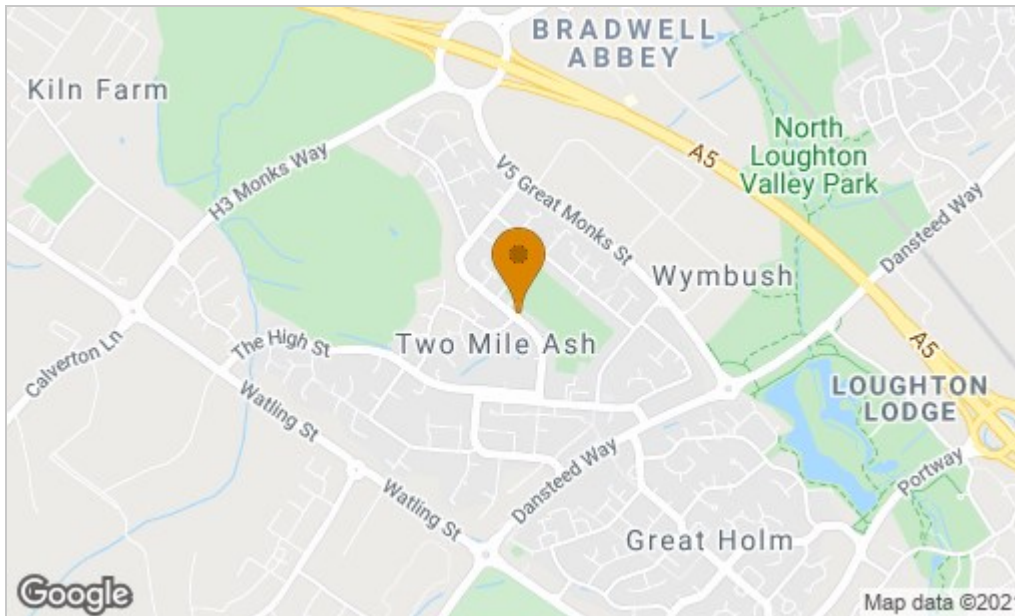 BRADWELL
ABBEY
Kiln Farm
North
Loughton
Valley Park
A5
H3 Monks Way
V5 Great Monks St
Dansteed Way
Wymbush
Calverton Ln
The High St
Two Mile Ash
A5
LOUGHTON
LODGE
Watling St
Dansteed Way
Portway
Watling St
Great Holm
Google
Map data ©2021